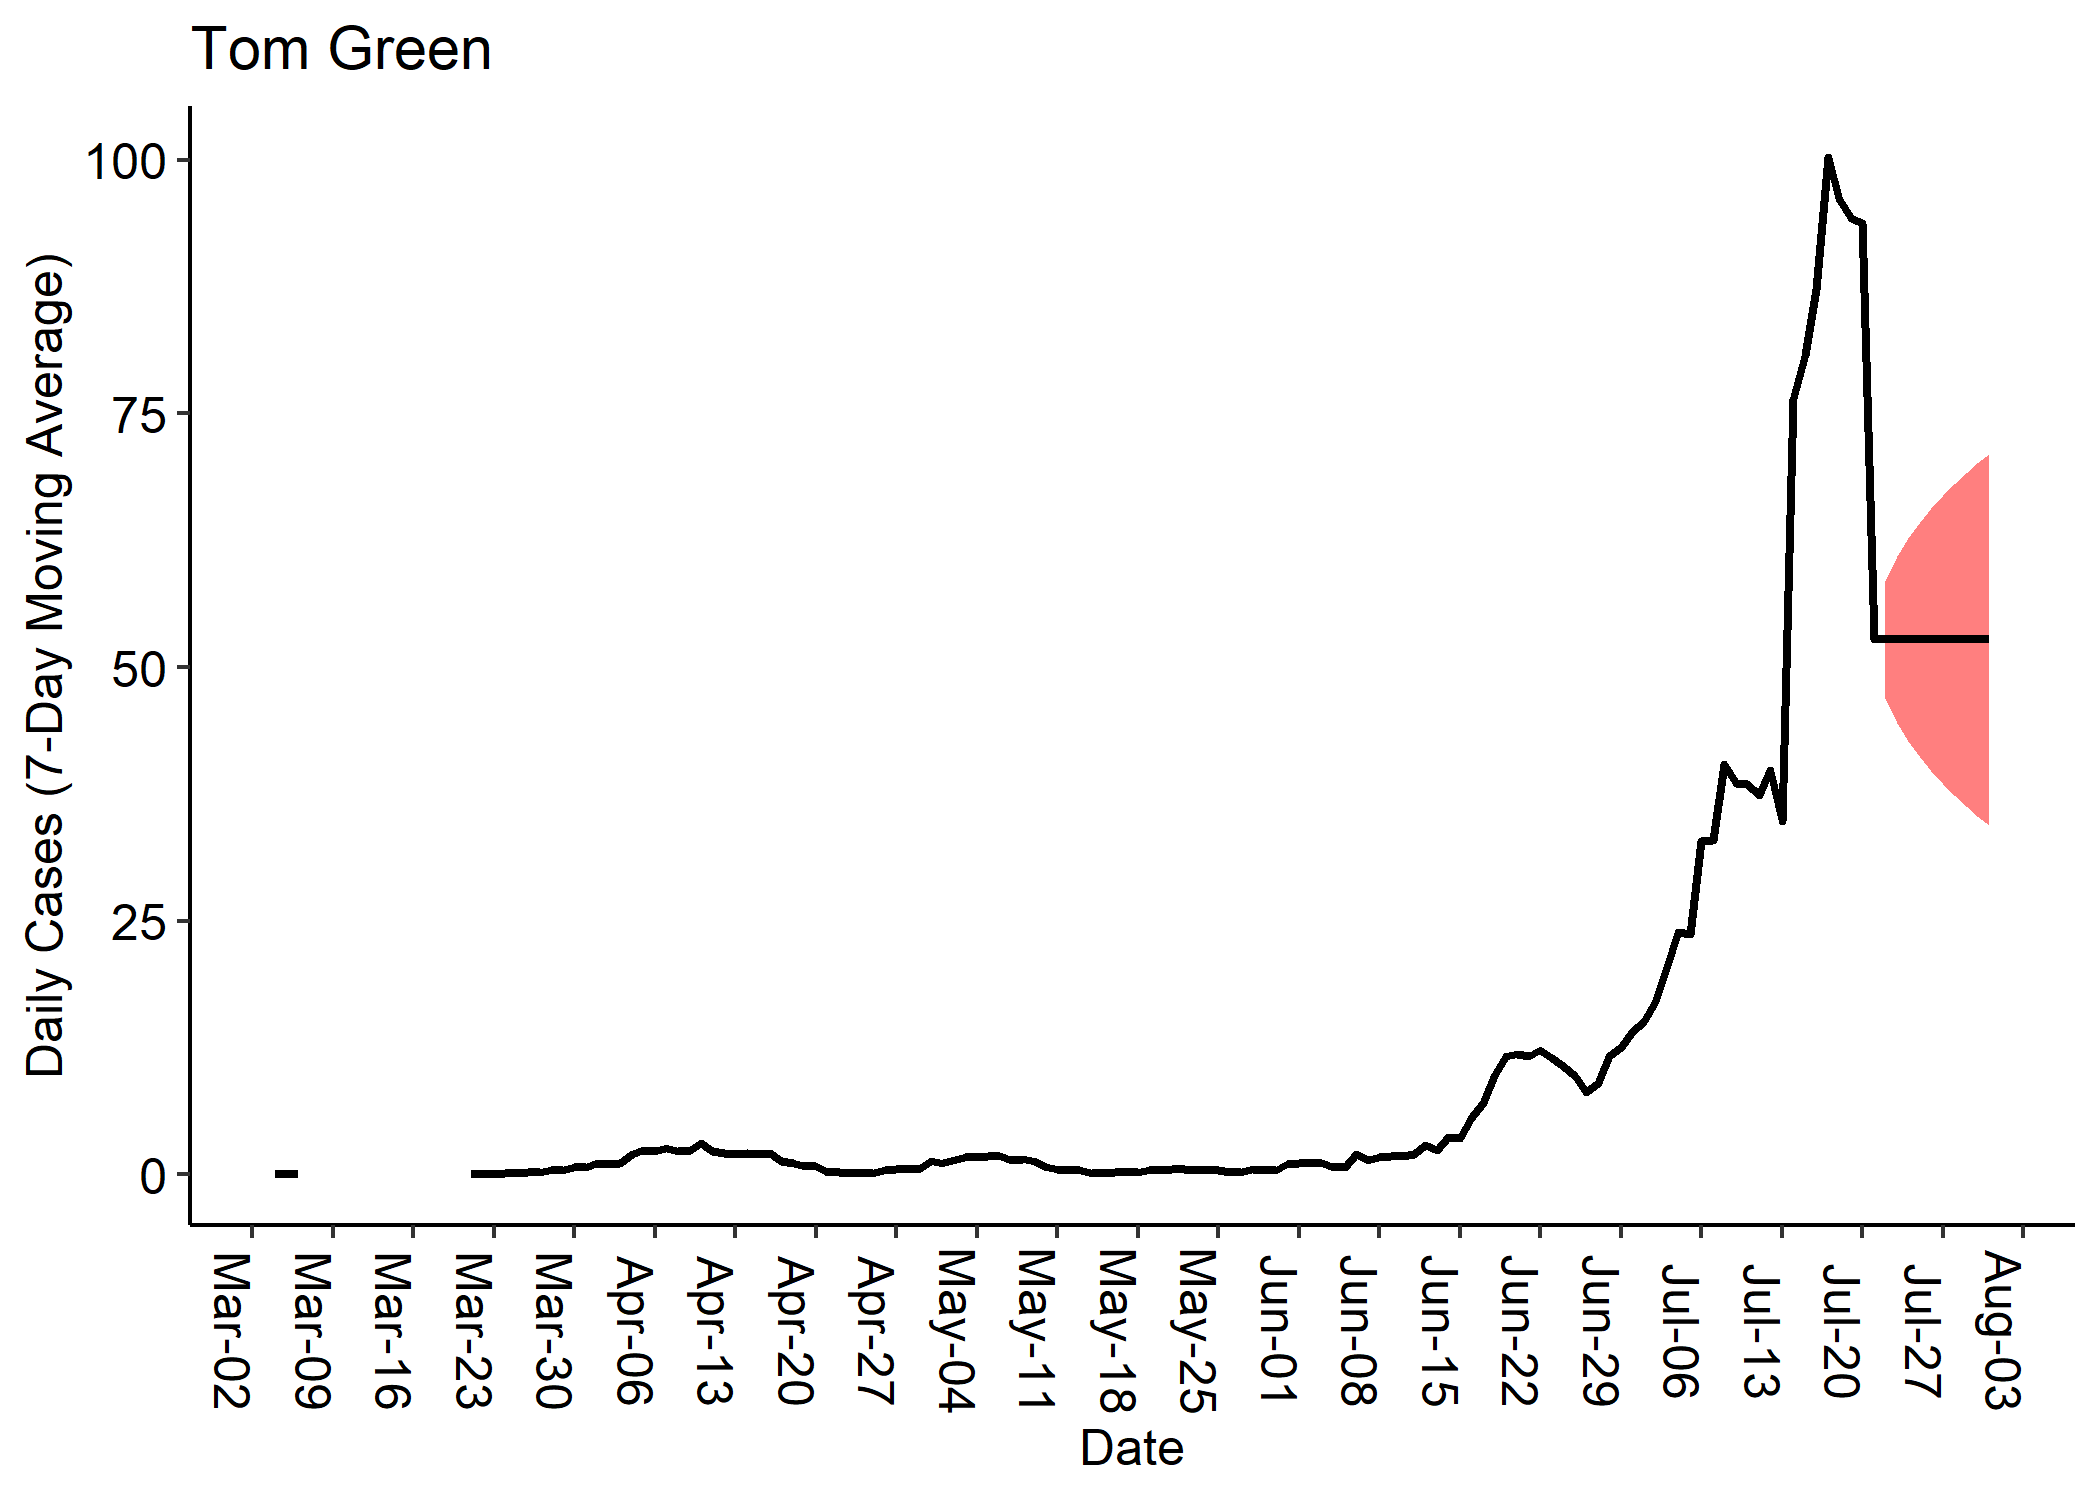 Tom Green
Daily Cases (7-Day Moving Average)
100
75
50
25
0
Mar-02
Mar-09
Mar-16
Mar-23
Mar-30
Apr-06
Apr-13
Apr-20
Apr-27
May-04
May-11
May-18
May-25
Jun-01
Jun-08
Jun-15
Jun-22
Jun-29
Jul-06
Jul-13
Jul-20
Jul-27
Aug-03
Date